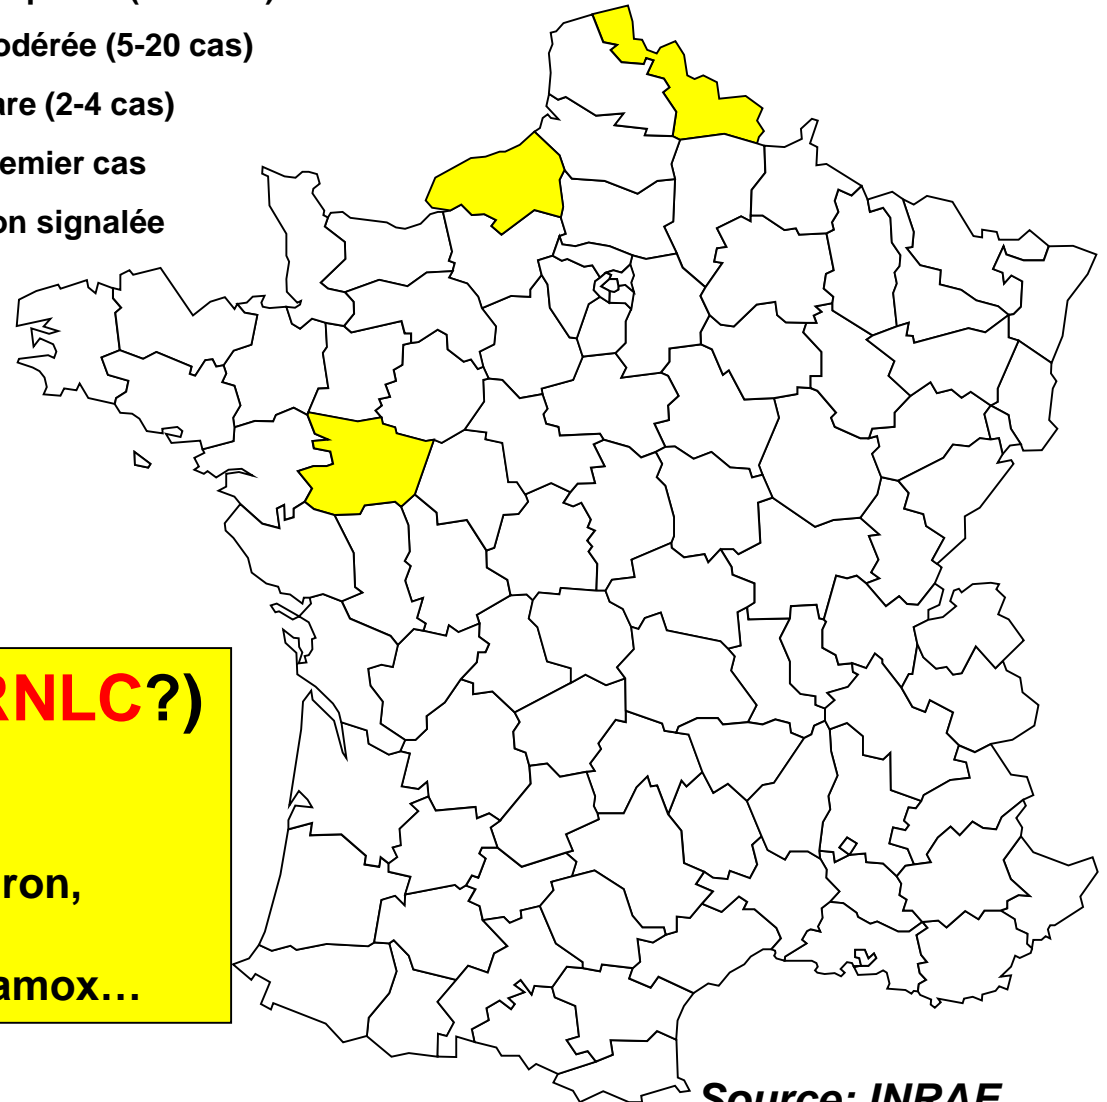 odérée (5-20 cas)
are (2-4 cas)
emier cas
on signalée
RNLC?)
ron,
amox…
Source: INRAE